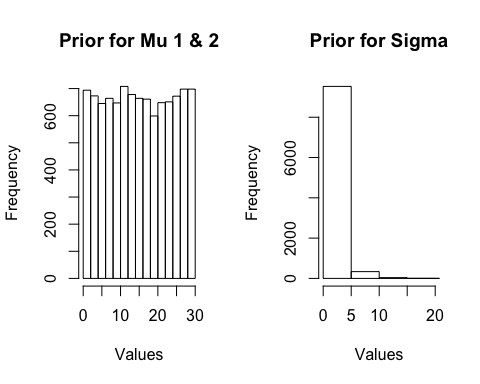 Prior for Mu 1 & 2
Frequency
0 200 400 600
0 10 20 30
Values
Prior for Sigma
Frequency
0 2000 6000
0 5 10 20
Values